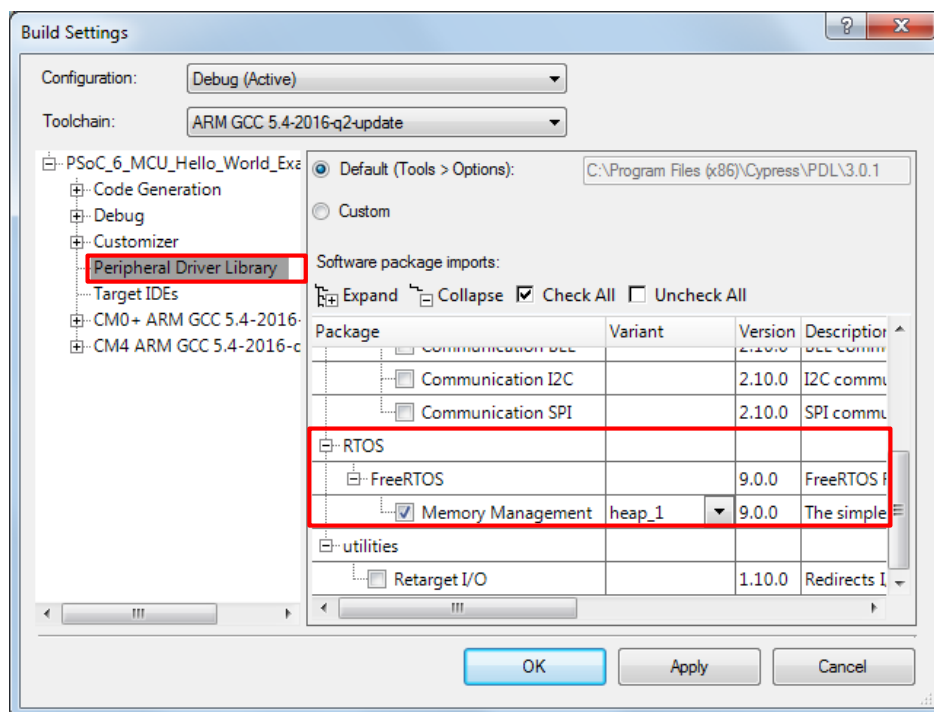 Build Settings
Configuration: Debug (Active)
Toolchain: ARM GCC 5.4-2016-q2-update
PSoC_6_MCU_Hello_World_Exa
Code Generation
Debug
Customizer
Peripheral Driver Library
Target IDEs
CM0+ ARM GCC 5.4-2016-
CM4 ARM GCC 5.4-2016-c
Default (Tools > Options): C:\Program Files (x86)\Cypress\PDL\3.0.1
Custom
Software package imports:
Expand Collapse Check All Uncheck All
Package Variant Version Description
Communication I2C 2.10.0 I2C commu
Communication SPI 2.10.0 SPI commu
RTOS
FreeRTOS 9.0.0 FreeRTOS
Memory Management heap_1 9.0.0 The simple
utilities
Retarget I/O 1.10.0 Redirects I
OK Apply Cancel